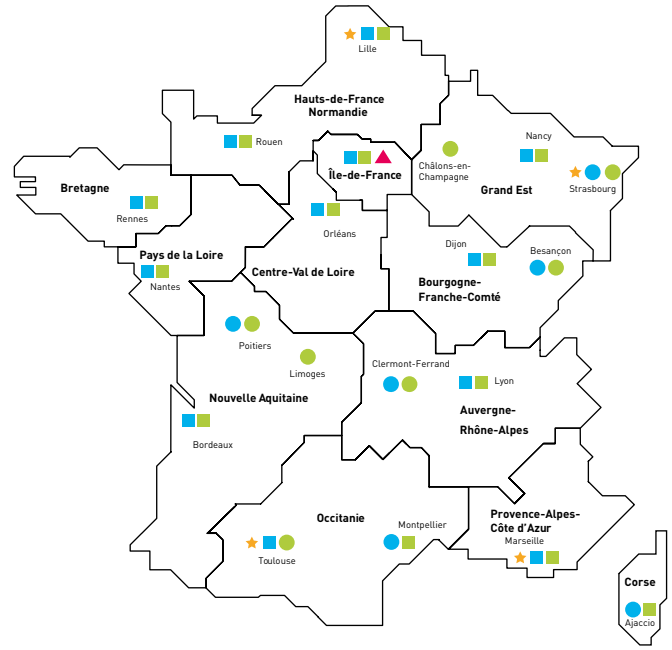 Lille
Hauts-de-France
Normandie
Rouen
Nancy
Île-de-France
Châlons-en-
Champagne
Grand Est
Strasbourg
Bretagne
Rennes
Orléans
Pays de la Loire
Nantes
Centre-Val de Loire
Dijon
Besançon
Bourgogne-
Franche-Comté
Poitiers
Limoges
Clermont-Ferrand
Lyon
Nouvelle Aquitaine
Auvergne-
Rhône-Alpes
Bordeaux
Occitanie
Montpellier
Toulouse
Provence-Alpes-
Côte d'Azur
Marseille
Corse
Ajaccio